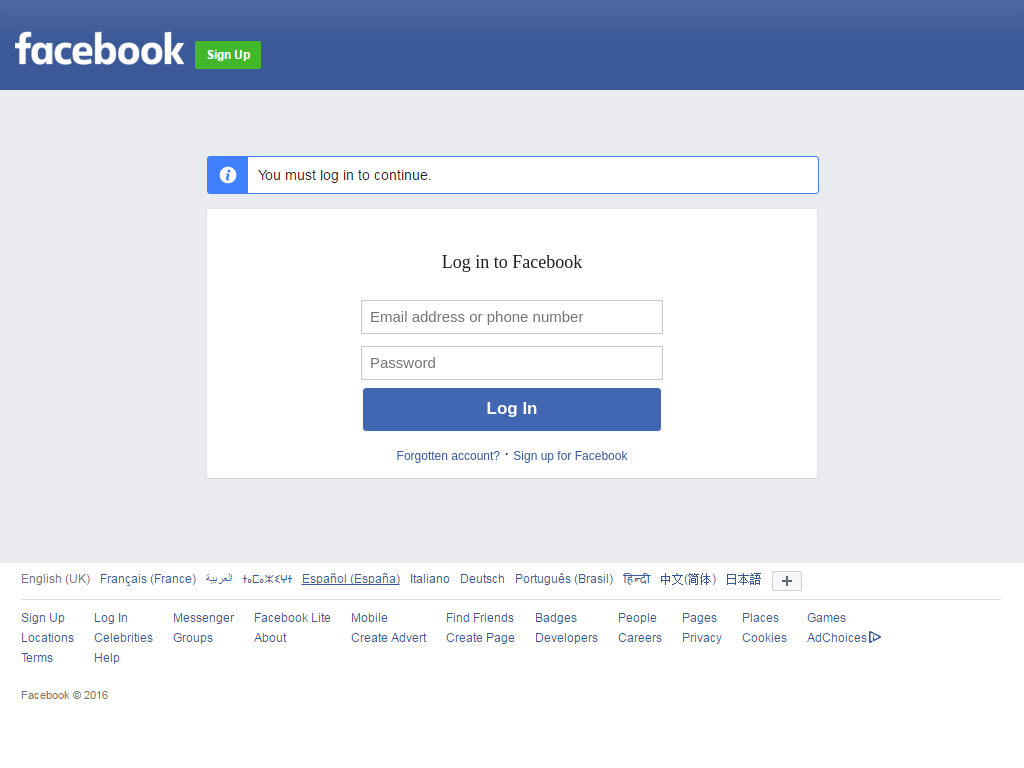 facebook Sign Up
You must log in to continue.
Log in to Facebook
Email address or phone number
Password
Log In
Forgotten account? · Sign up for Facebook
English (UK) Français (France) العربية ⵜⴰⵎⴰⵣⵉⵖⵜ Español (España) Italiano Deutsch Português (Brasil) हिन्दी 中文(简体) 日本語
Sign Up Log In Messenger Facebook Lite Mobile Find Friends Badges People Pages Places Games
Locations Celebrities Groups About Create Advert Create Page Developers Careers Privacy Cookies AdChoices
Terms Help
Facebook © 2016